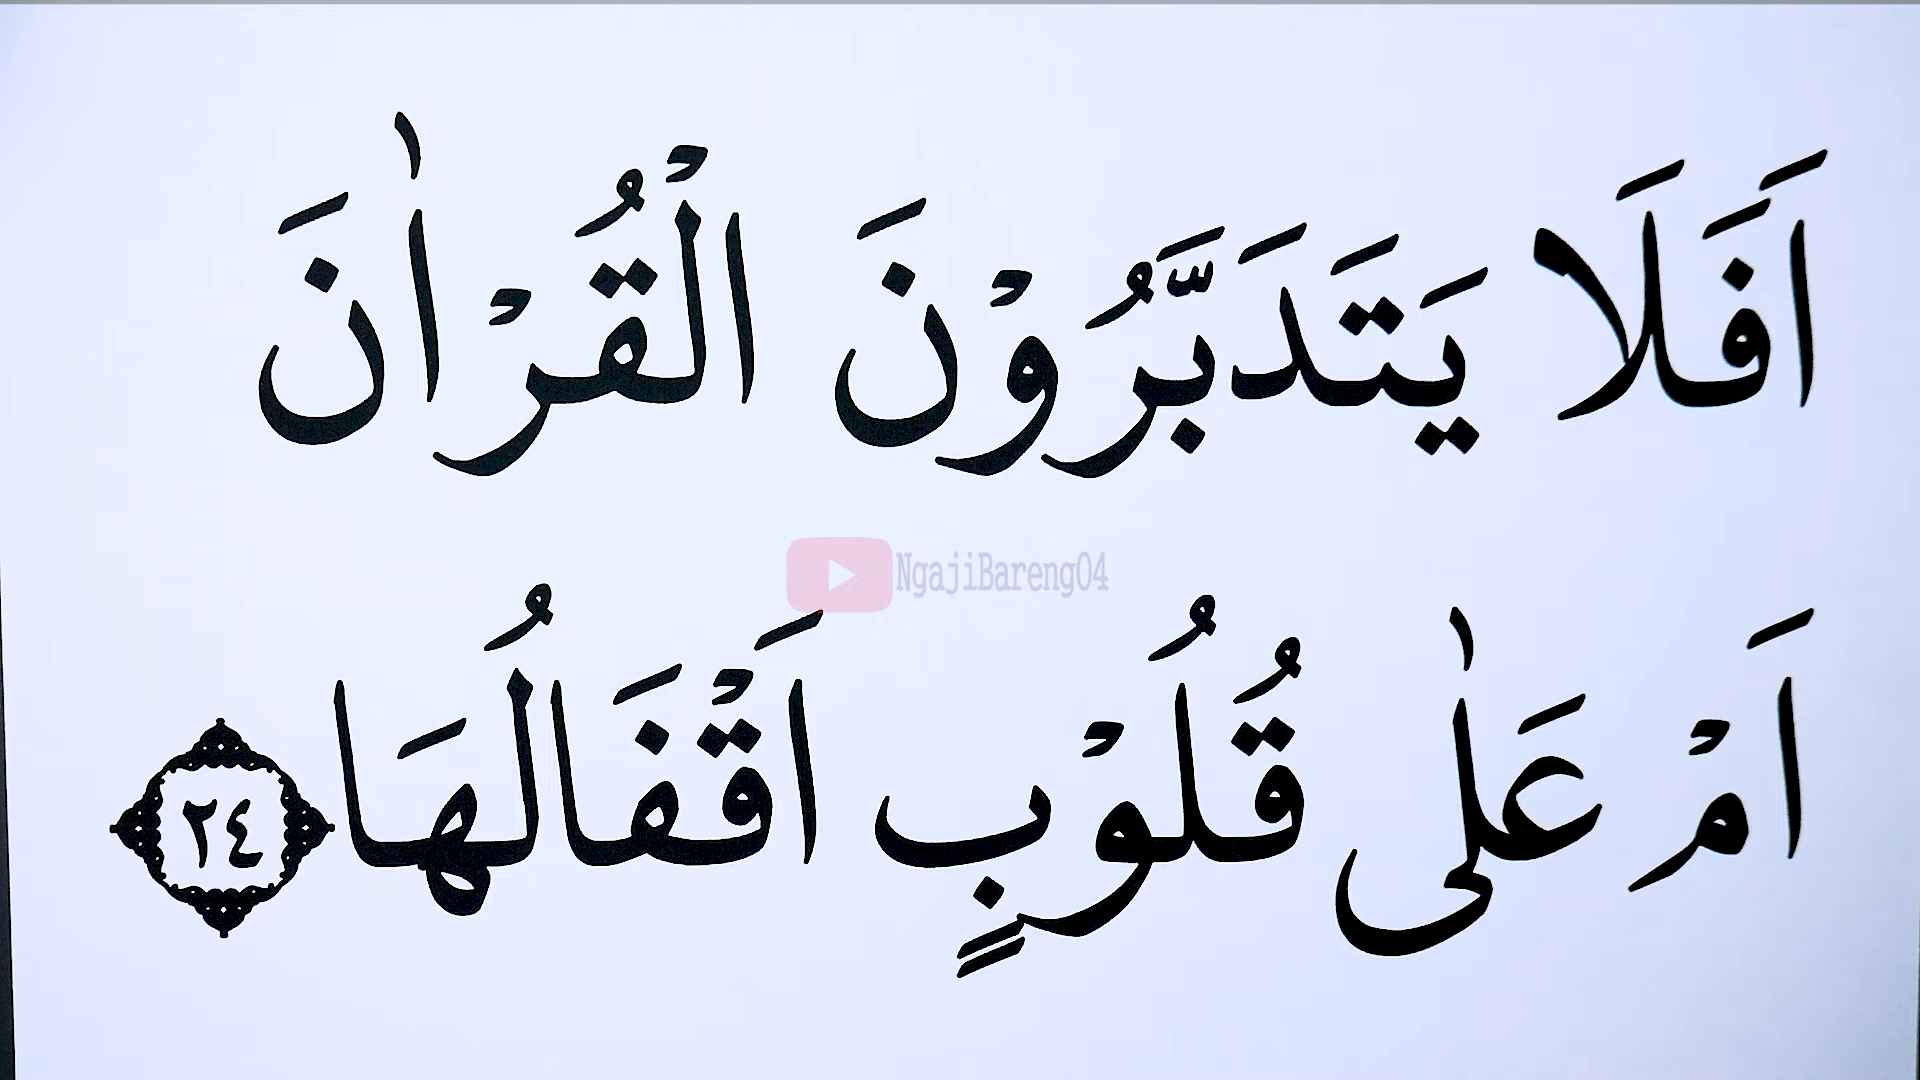 اَفَلَا يَتَدَبَّرُوْنَ الْقُرْاٰنَ
NgajiBareng04
اَمْ عَلٰى قُلُوْبٍ اَقْفَالُهَا ٢٤